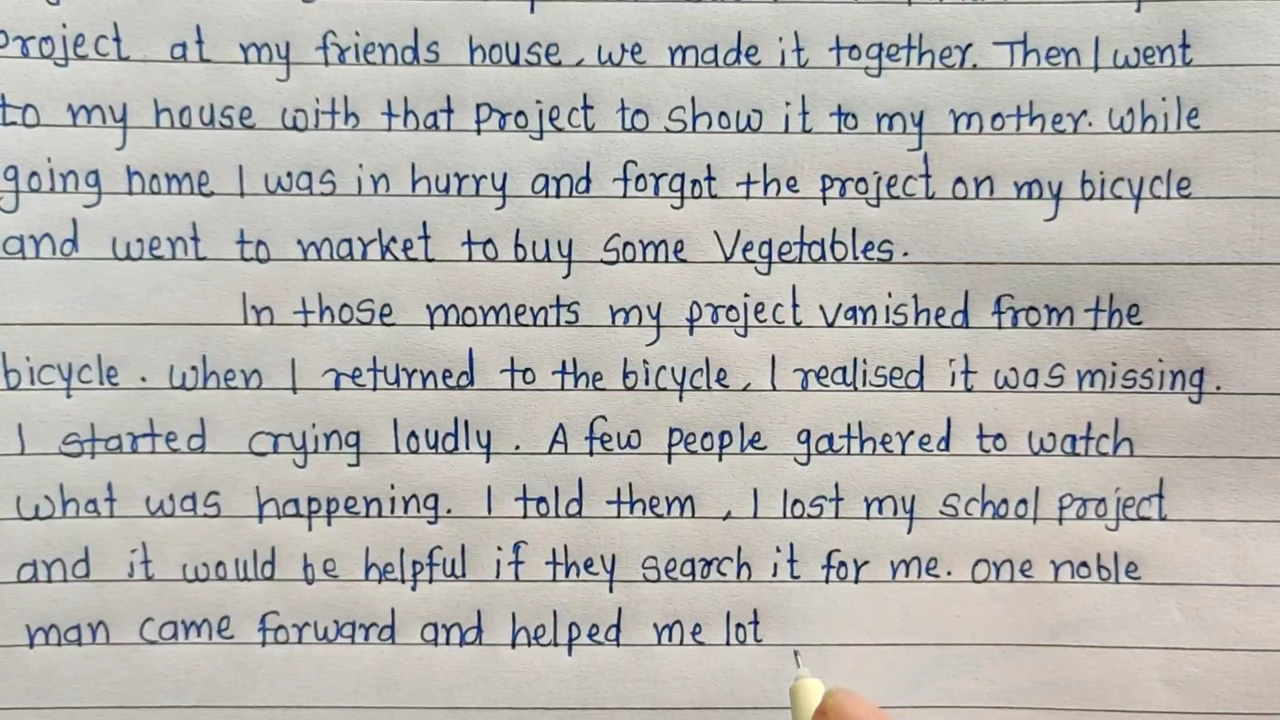 project at my friends house, we made it together. Then I went
to my house with that project to show it to my mother. while
going home I was in hurry and forgot the project on my bicycle
and went to market to buy some Vegetables.
In those moments my project vanished from the
bicycle. when I returned to the bicycle, I realised it was missing.
I started crying loudly. A few people gathered to watch
what was happening. I told them, I lost my school project
and it would be helpful if they search it for me. one noble
man came forward and helped me lot